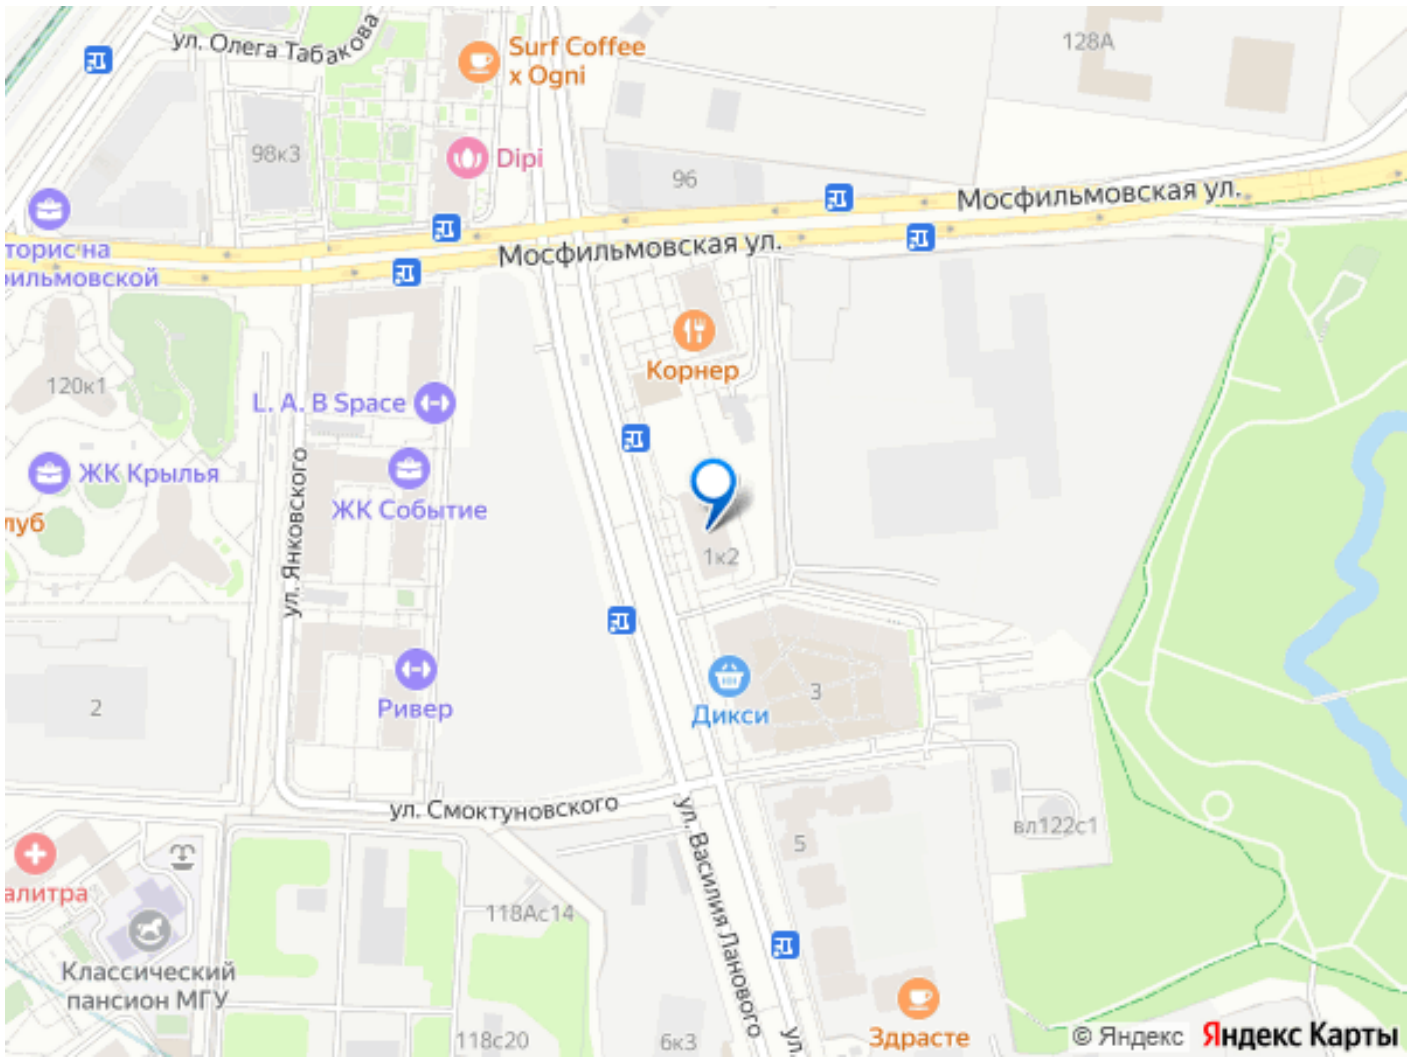 ул. Олега Табакова
Surf Coffee
x Ogni
128А
98к3
Dipi
96
Мосфильмовская ул.
Мосфильмовская ул.
торис на
фильмовской
Корнер
120к1
L. A. B Space
ЖК Крылья
ЖК Событие
луб
ул. Янковского
1к2
2
Ривер
Дикси
3
ул. Смоктуновского
ул. Василия Ланового
5
вл122с1
алитра
118Ас14
Классический
пансион МГУ
118с20
6к3
ул.
Здрасте
© Яндекс Яндекс Карты